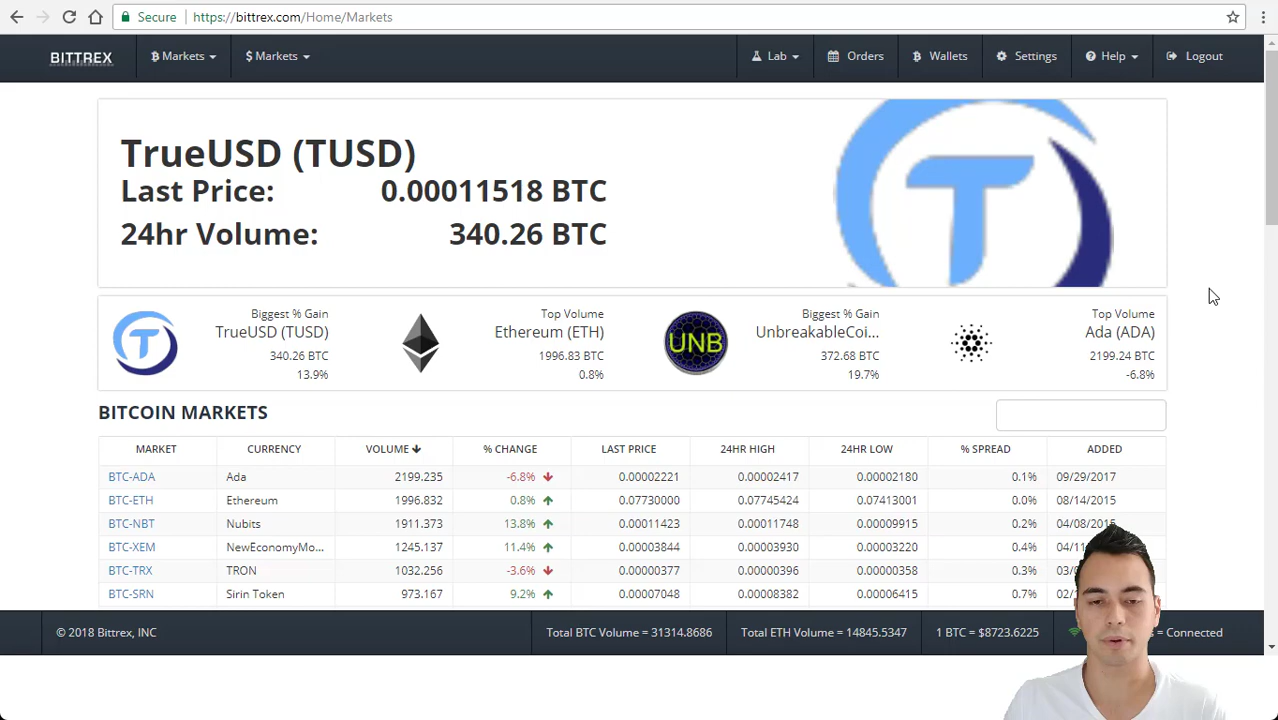 Secure https://bittrex.com/Home/Markets
BITTREX Markets $ Markets Lab Orders Wallets Settings Help Logout
TrueUSD (TUSD)
Last Price: 0.00011518 BTC
24hr Volume: 340.26 BTC
Biggest % Gain
TrueUSD (TUSD)
340.26 BTC
13.9%
Top Volume
Ethereum (ETH)
1996.83 BTC
0.8%
UNB
Biggest % Gain
UnbreakableCoi...
372.68 BTC
19.7%
Top Volume
Ada (ADA)
2199.24 BTC
-6.8%
BITCOIN MARKETS
MARKET CURRENCY VOLUME % CHANGE LAST PRICE 24HR HIGH 24HR LOW % SPREAD ADDED
BTC-ADA Ada 2199.235 -6.8% 0.00002221 0.00002417 0.00002180 0.1% 09/29/2017
BTC-ETH Ethereum 1996.832 0.8% 0.07730000 0.07745424 0.07413001 0.0% 08/14/2015
BTC-NBT Nubits 1911.373 13.8% 0.00011423 0.00011748 0.00009915 0.2% 04/08/2015
BTC-XEM NewEconomyMo... 1245.137 11.4% 0.00003844 0.00003930 0.00003220 0.4% 04/11
BTC-TRX TRON 1032.256 -3.6% 0.00000377 0.00000396 0.00000358 0.3% 03/
BTC-SRN Sirin Token 973.167 9.2% 0.00007048 0.00008382 0.00006415 0.7% 02/
© 2018 Bittrex, INC Total BTC Volume = 31314.8686 Total ETH Volume = 14845.5347 1 BTC = $8723.6225 = Connected